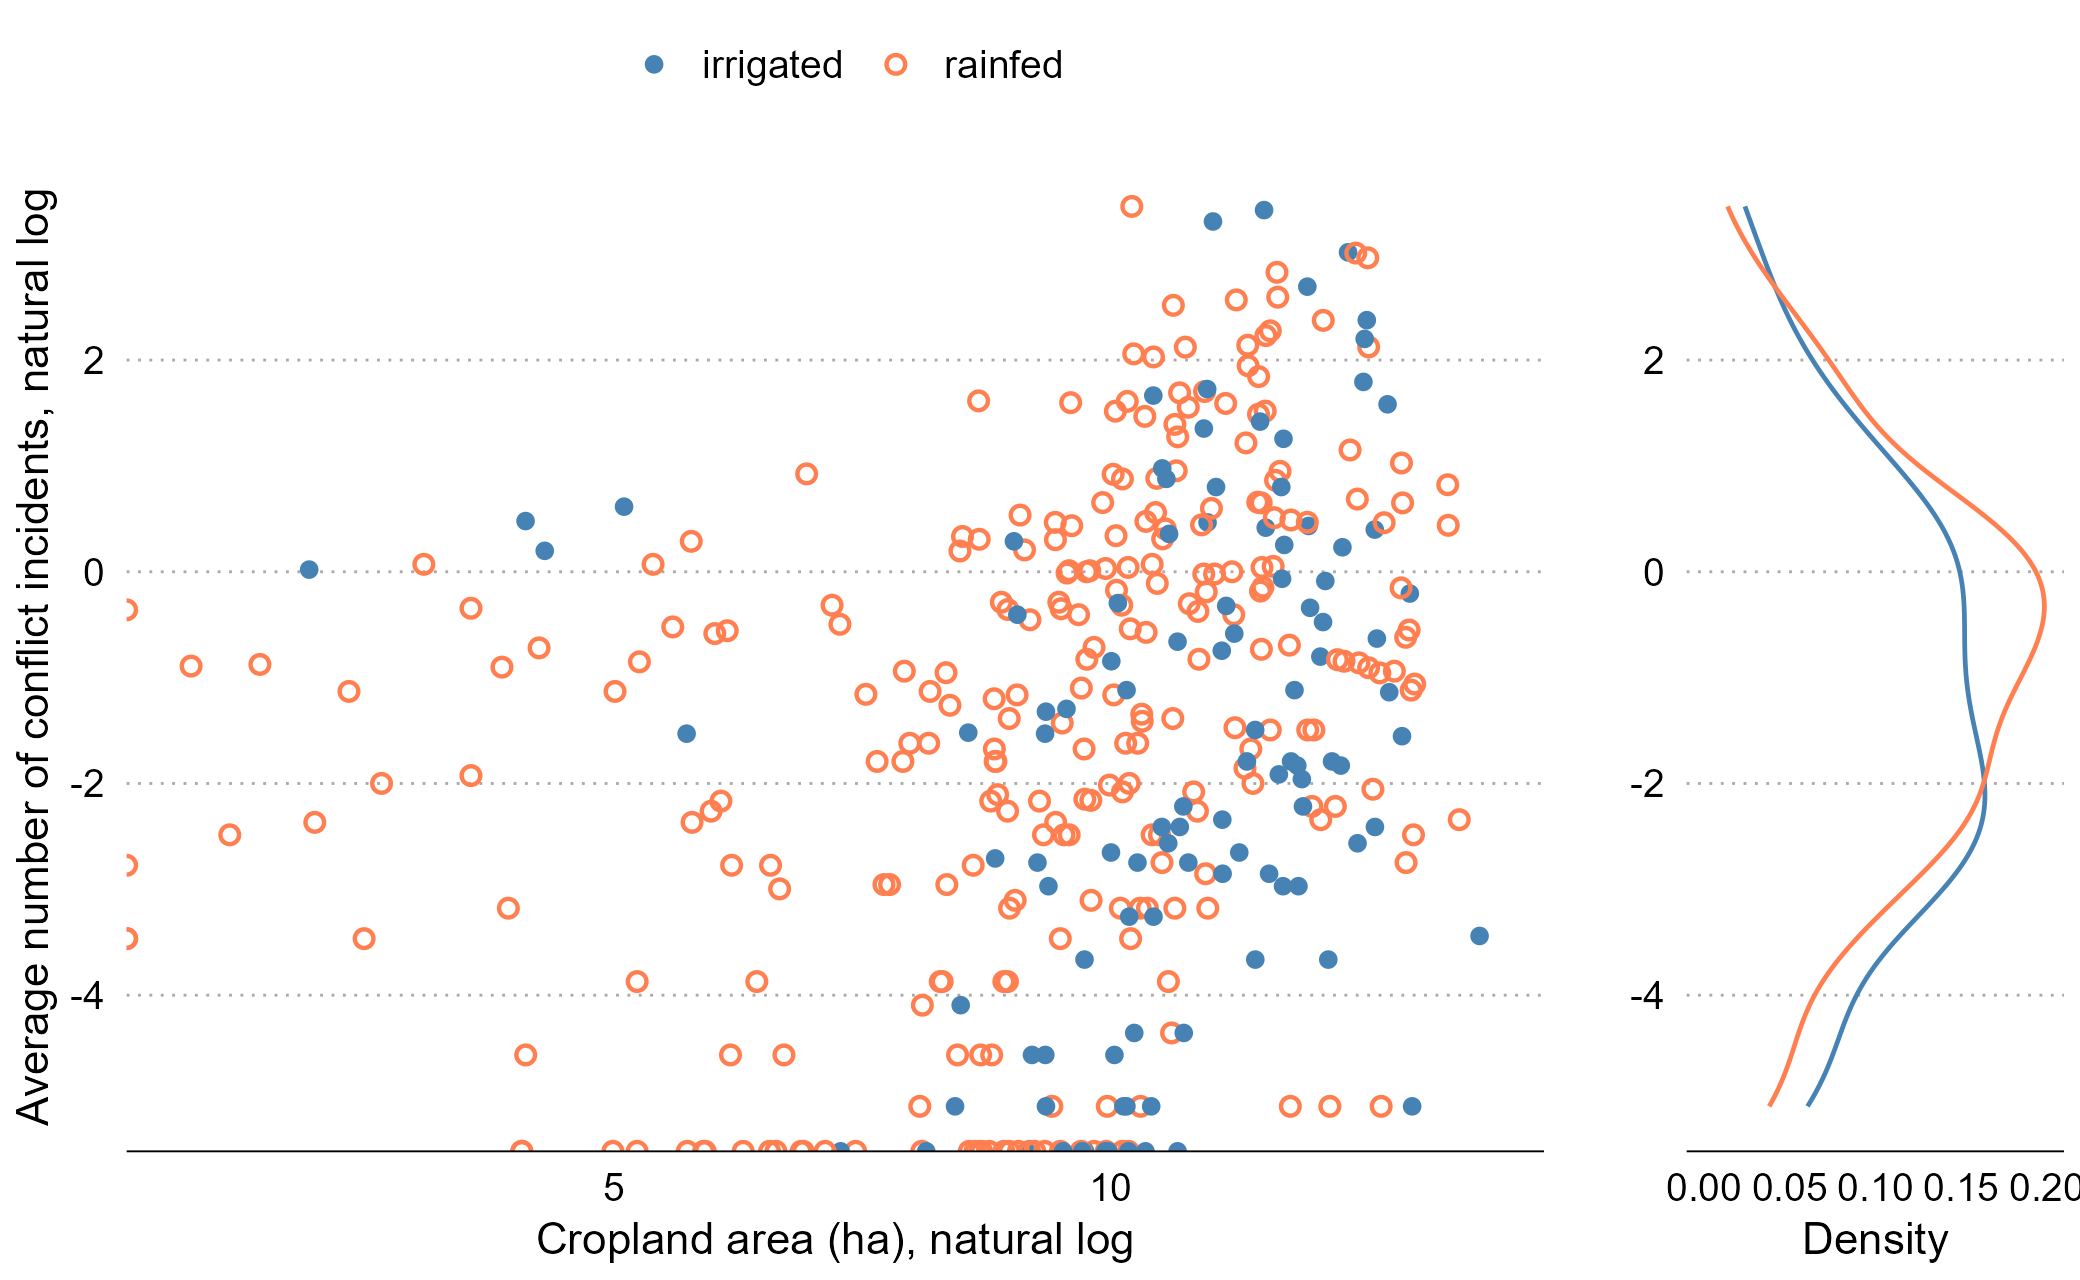 irrigated rainfed
Average number of conflict incidents, natural log
2
0
-2
-4
5 10
Cropland area (ha), natural log
2
0
-2
-4
0.00 0.05 0.10 0.15 0.20
Density